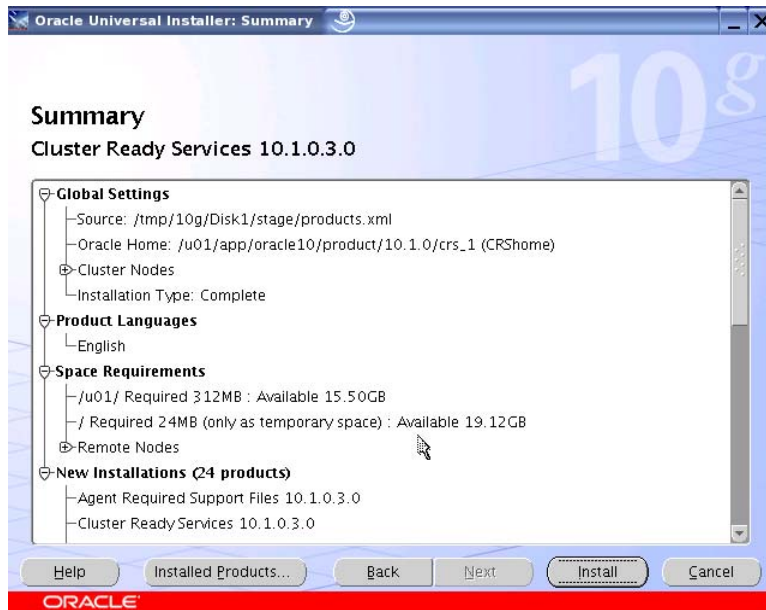 Oracle Universal Installer: Summary
10g
Summary
Cluster Ready Services 10.1.0.3.0
Global Settings
Source: /tmp/10g/Disk1/stage/products.xml
Oracle Home: /u01/app/oracle10/product/10.1.0/crs_1 (CRShome)
Cluster Nodes
Installation Type: Complete
Product Languages
English
Space Requirements
/u01/ Required 312MB : Available 15.50GB
/ Required 24MB (only as temporary space) : Available 19.12GB
Remote Nodes
New Installations (24 products)
Agent Required Support Files 10.1.0.3.0
Cluster Ready Services 10.1.0.3.0
Help Installed Products... Back Next Install Cancel
ORACLE